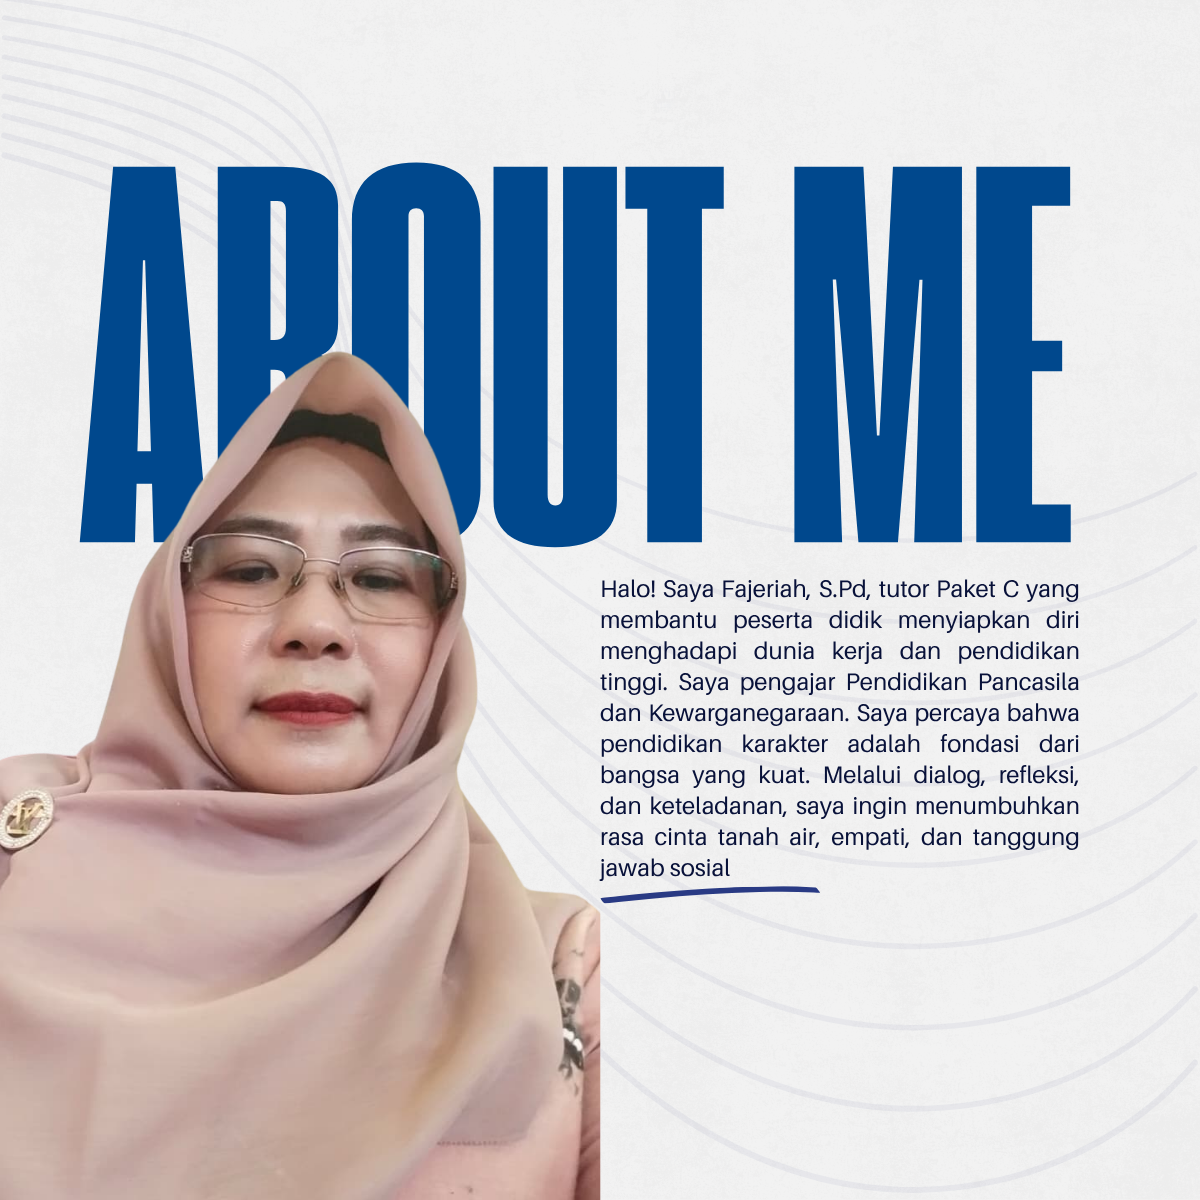 ABOUT ME
Halo! Saya Fajeriah, S.Pd, tutor Paket C yang
membantu peserta didik menyiapkan diri
menghadapi dunia kerja dan pendidikan
tinggi. Saya pengajar Pendidikan Pancasila
dan Kewarganegaraan. Saya percaya bahwa
pendidikan karakter adalah fondasi dari
bangsa yang kuat. Melalui dialog, refleksi,
dan keteladanan, saya ingin menumbuhkan
rasa cinta tanah air, empati, dan tanggung
jawab sosial